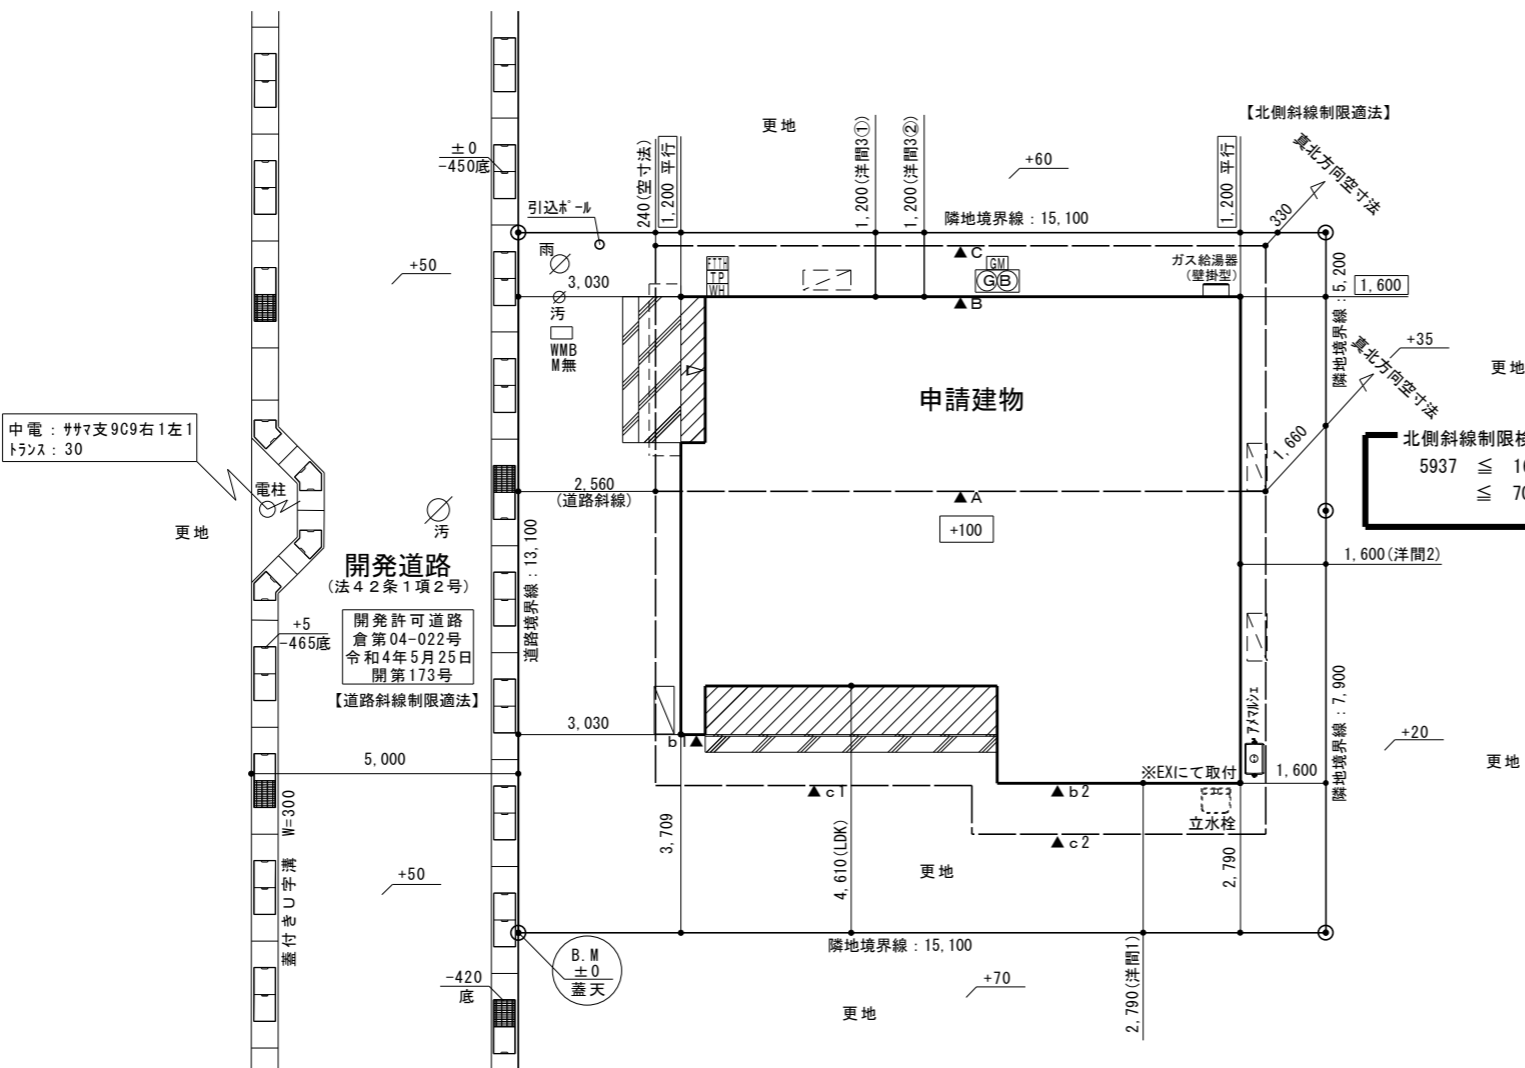 【北側斜線制限適法】
更地
+60
真北方向空寸法
330
±0
-450底
240(空寸法)
1,200 平行
1,200(洋間3①)
1,200(洋間3②)
1,200 平行
引込ﾎﾟｰﾙ
隣地境界線：15,100
雨
C
ガス給湯器
(壁掛型)
+50
3,030
FTTH
TP
WH
GM
GB
隣地境界線：5,200
1,600
汚
B
WMB
M無
+35
真北方向空寸法
更地
申請建物
中電：ｻｻﾏ支9C9右1左1
ﾄﾗﾝｽ：30
1,660
北側斜線制限検
5937 ≦ 1
≦ 70
電柱
2,560
(道路斜線)
A
汚
更地
+100
開発道路
(法42条1項2号)
道路境界線：13,100
1,600(洋間2)
+5
-465底
開発許可道路
倉第04-022号
令和4年5月25日
開第173号
【道路斜線制限適法】
3,030
b1
ｱﾒﾏﾙｼｪ
隣地境界線：7,900
+20
更地
5,000
※EXにて取付
1,600
c1
b2
蓋付きU字溝 W=300
3,709
4,610(LDK)
立水栓
c2
2,790
更地
+50
隣地境界線：15,100
B.M
±0
蓋天
-420
底
+70
2,790(洋間1)
更地